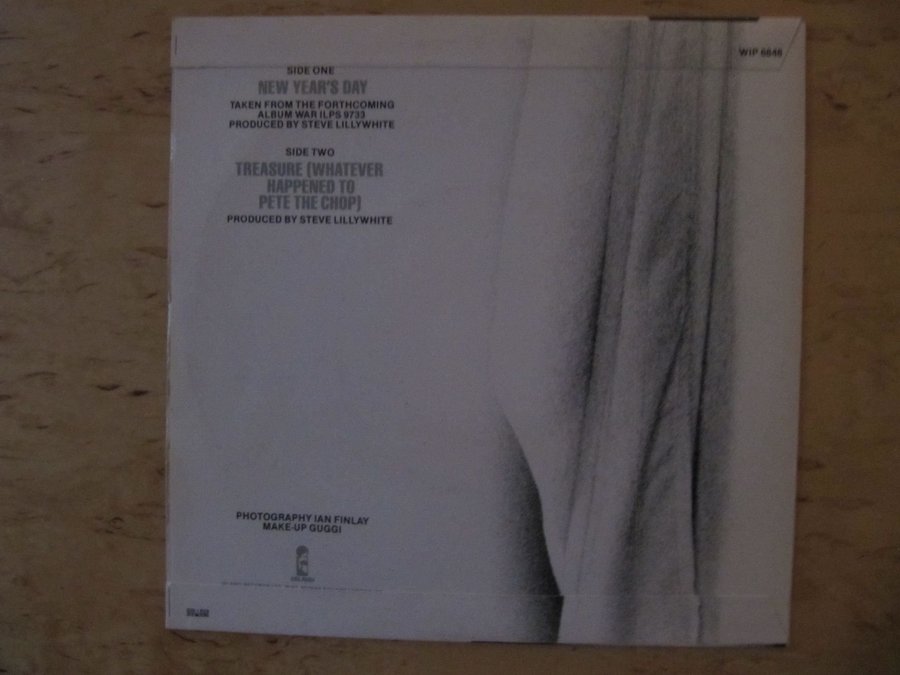 WIP 6848
SIDE ONE
NEW YEAR'S DAY
TAKEN FROM THE FORTHCOMING
ALBUM WAR ILPS 9733
PRODUCED BY STEVE LILLYWHITE
SIDE TWO
TREASURE (WHATEVER
HAPPENED TO
PETE THE CHOP)
PRODUCED BY STEVE LILLYWHITE
PHOTOGRAPHY IAN FINLAY
MAKE-UP GUGGI